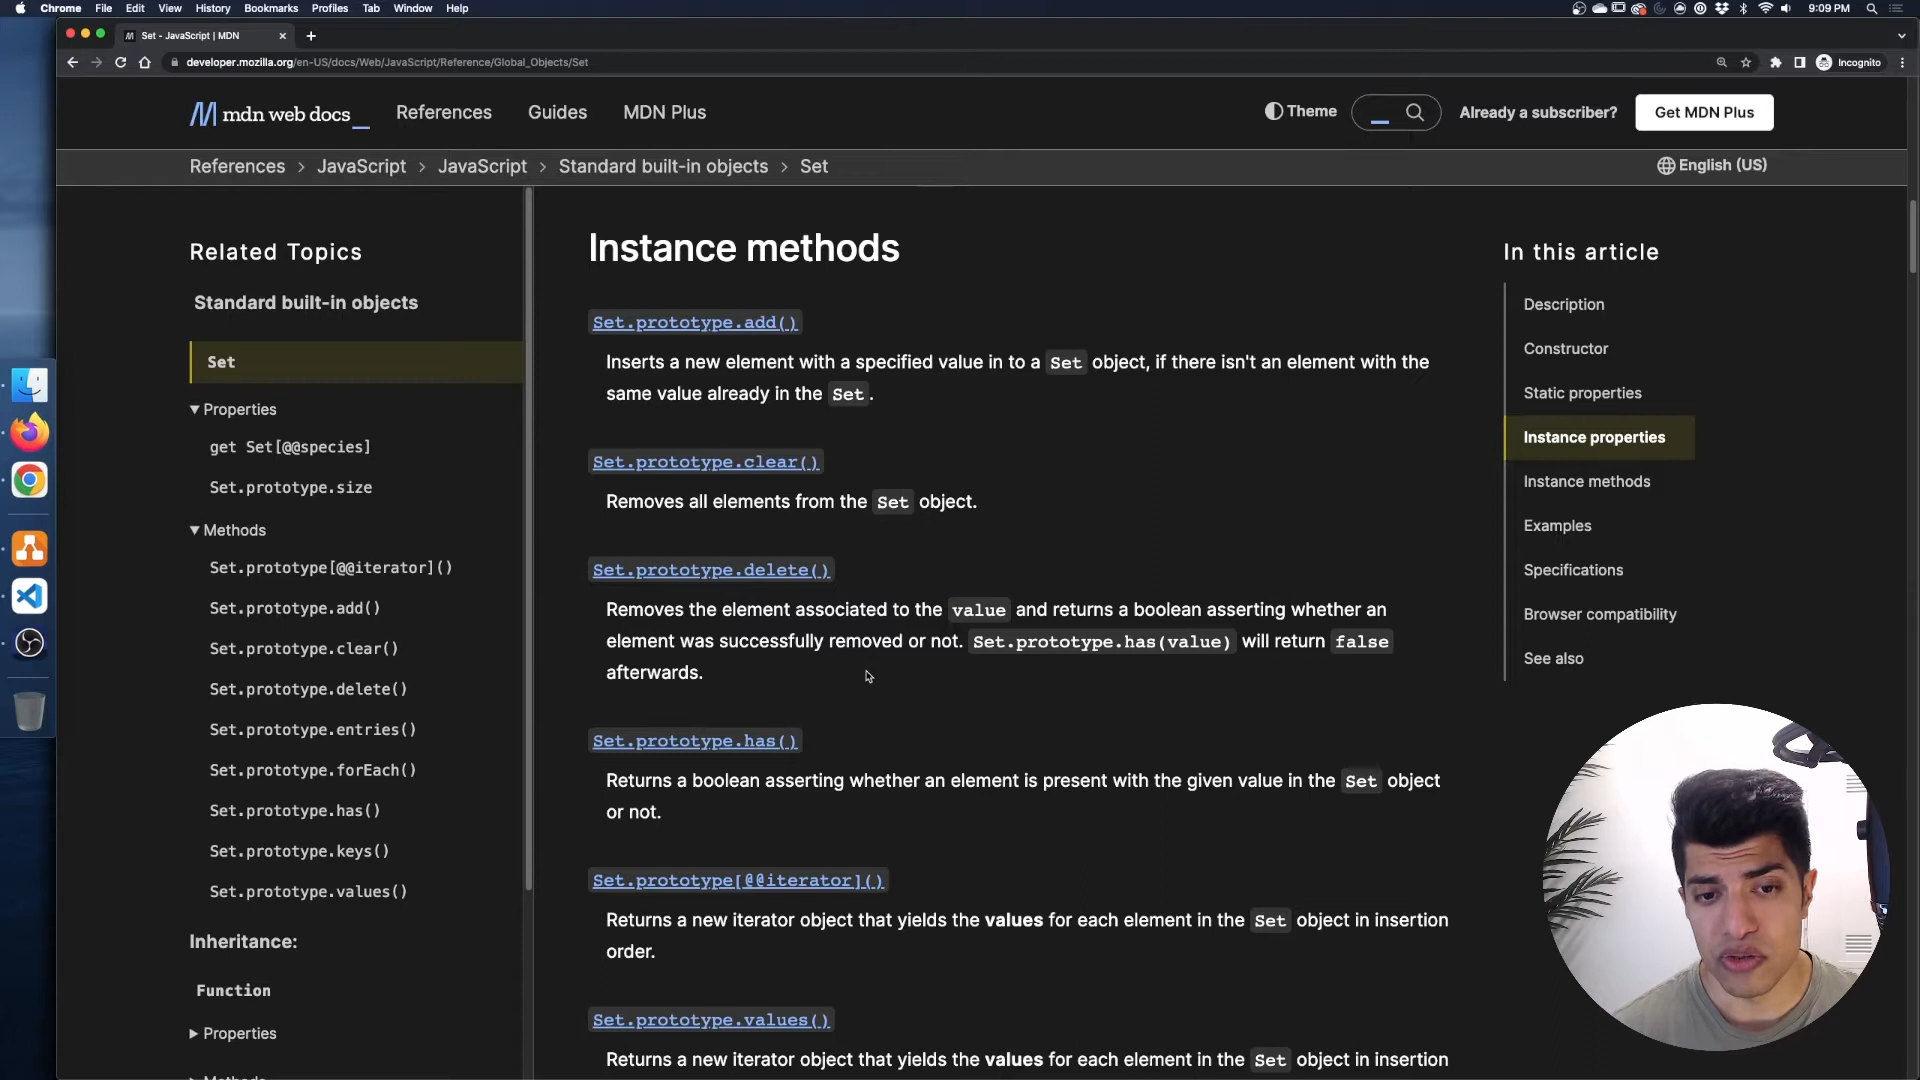 Chrome File Edit View History Bookmarks Profiles Tab Window Help
9:09 PM
Set - JavaScript | MDN
developer.mozilla.org/en-US/docs/Web/JavaScript/Reference/Global_Objects/Set
Incognito
mdn web docs_
References
Guides
MDN Plus
Theme
Already a subscriber?
Get MDN Plus
References > JavaScript > JavaScript > Standard built-in objects > Set
English (US)
Related Topics
Standard built-in objects
Set
Properties
get Set[@@species]
Set.prototype.size
Methods
Set.prototype[@@iterator]()
Set.prototype.add()
Set.prototype.clear()
Set.prototype.delete()
Set.prototype.entries()
Set.prototype.forEach()
Set.prototype.has()
Set.prototype.keys()
Set.prototype.values()
Inheritance:
Function
Properties
Methods
Instance methods
Set.prototype.add()
Inserts a new element with a specified value in to a Set object, if there isn't an element with the
same value already in the Set.
Set.prototype.clear()
Removes all elements from the Set object.
Set.prototype.delete()
Removes the element associated to the value and returns a boolean asserting whether an
element was successfully removed or not. Set.prototype.has(value) will return false
afterwards.
Set.prototype.has()
Returns a boolean asserting whether an element is present with the given value in the Set object
or not.
Set.prototype[@@iterator]()
Returns a new iterator object that yields the values for each element in the Set object in insertion
order.
Set.prototype.values()
Returns a new iterator object that yields the values for each element in the Set object in insertion
In this article
Description
Constructor
Static properties
Instance properties
Instance methods
Examples
Specifications
Browser compatibility
See also